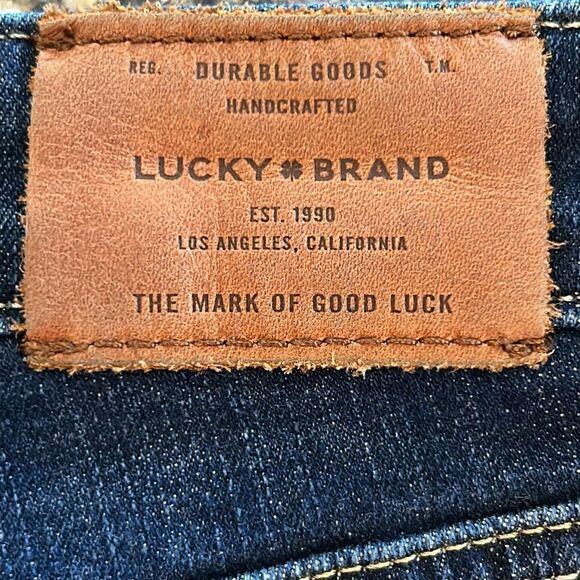 REG. DURABLE GOODS T.M.
HANDCRAFTED
LUCKY BRAND
EST. 1990
LOS ANGELES, CALIFORNIA
THE MARK OF GOOD LUCK